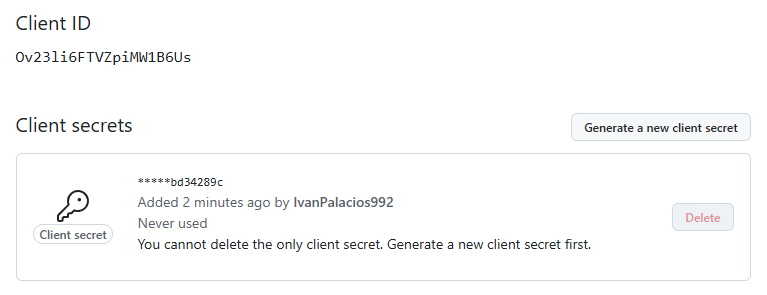 Client ID
Ov23li6FTVZpiMW1B6Us
Client secrets
Generate a new client secret
*****bd34289c
Added 2 minutes ago by IvanPalacios992
Never used
Client secret
You cannot delete the only client secret. Generate a new client secret first.
Delete